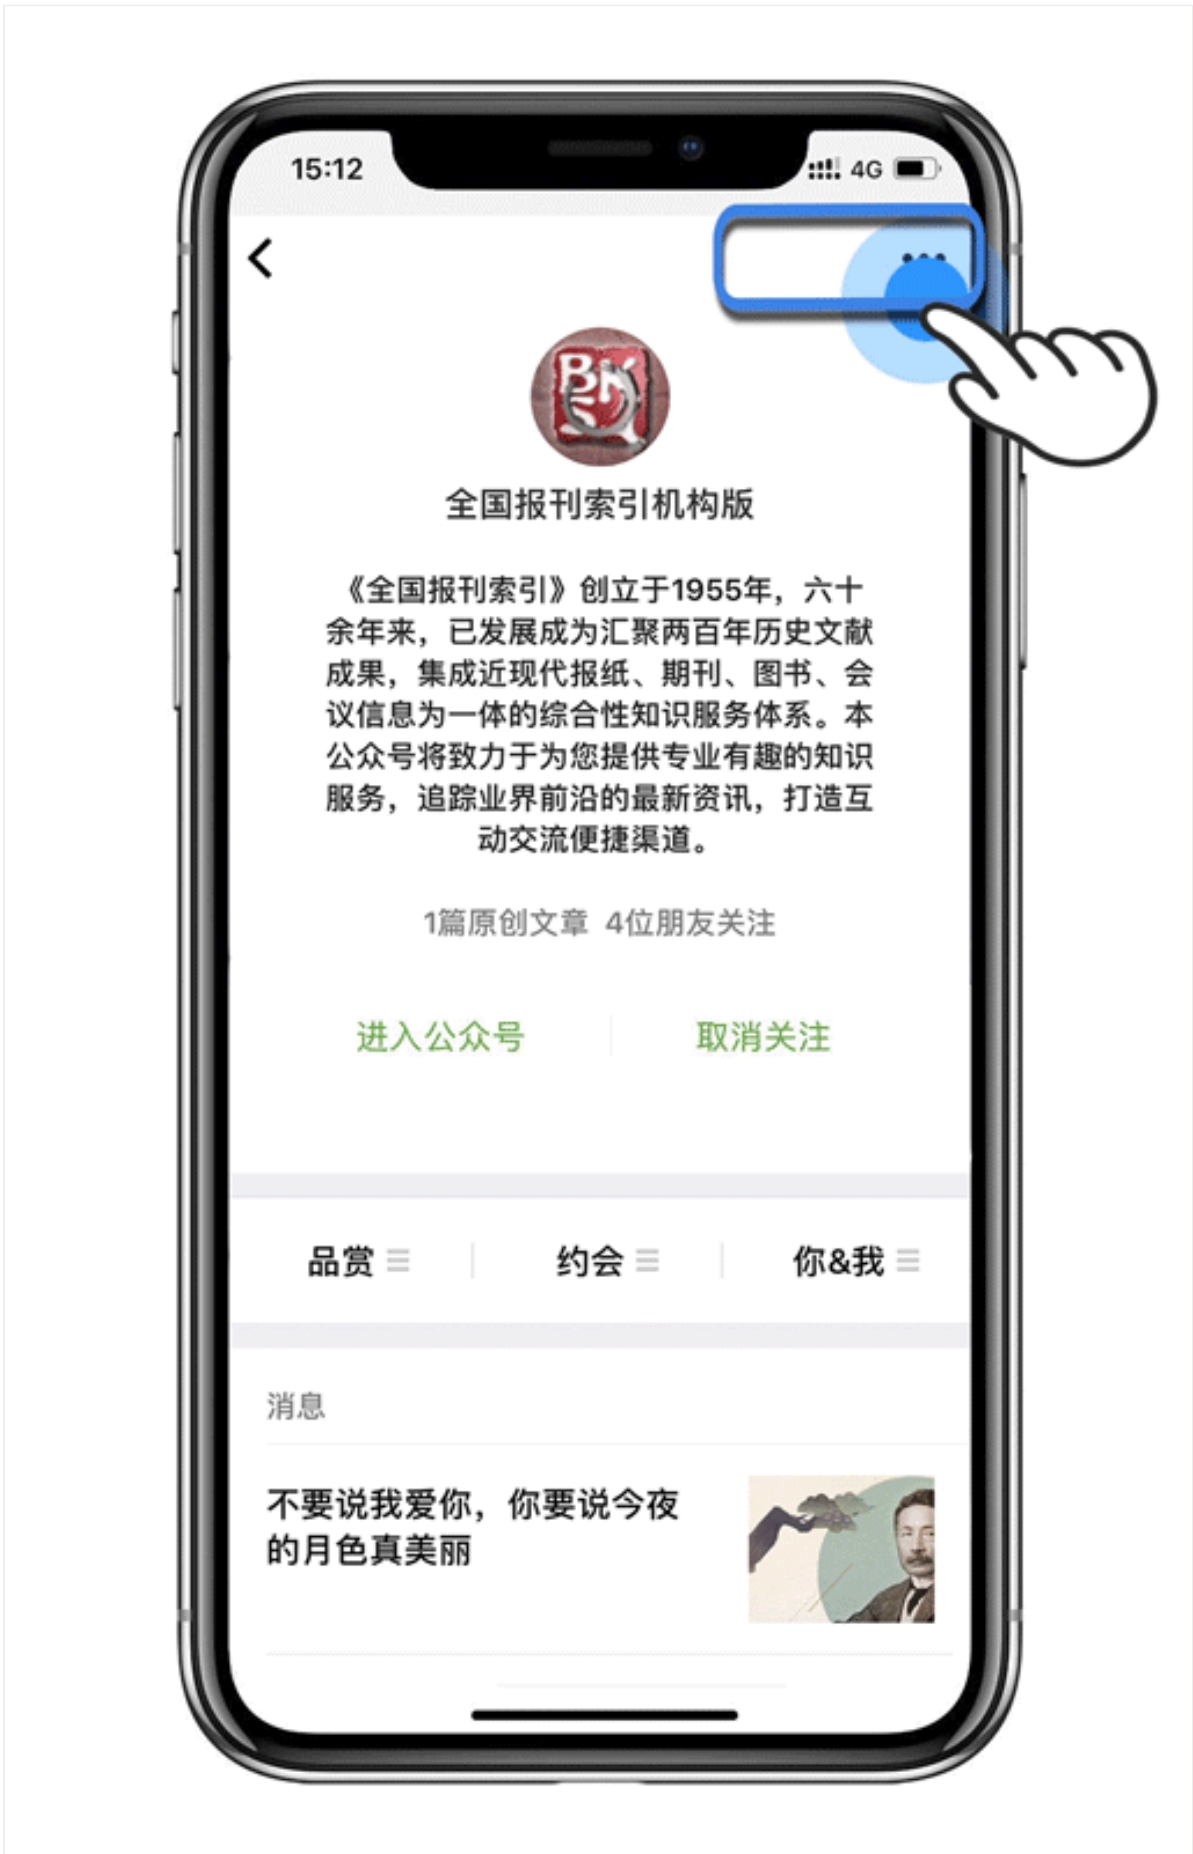 15:12
4G
全国报刊索引机构版
《全国报刊索引》创立于1955年，六十
余年来，已发展成为汇聚两百年历史文献
成果，集成近现代报纸、期刊、图书、会
议信息为一体的综合性知识服务体系。本
公众号将致力于为您提供专业有趣的知识
服务，追踪业界前沿的最新资讯，打造互
动交流便捷渠道。
1篇原创文章 4位朋友关注
进入公众号 取消关注
品赏 约会 你&我
消息
不要说我爱你，你要说今夜
的月色真美丽